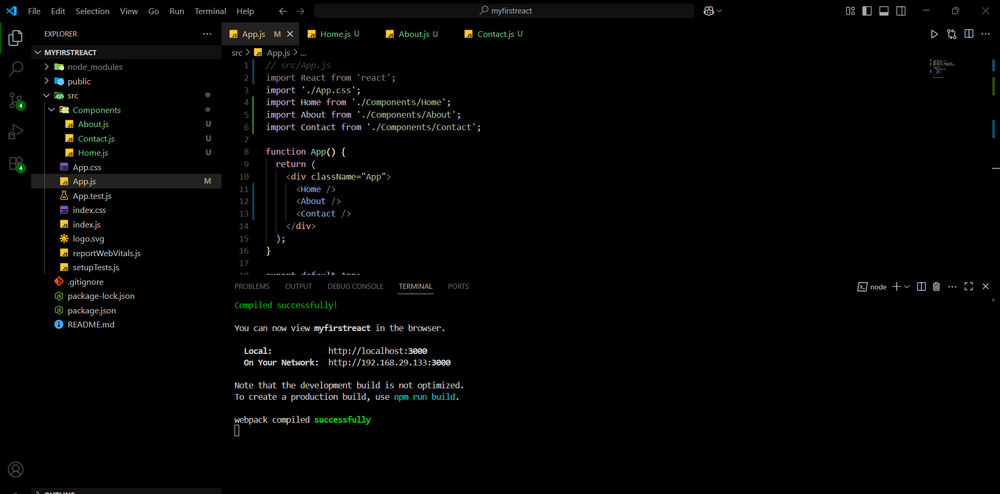 File Edit Selection View Go Run Terminal Help
myfirstreact
EXPLORER
MYFIRSTREACT
node_modules
public
src
Components
About.js U
Contact.js U
Home.js U
App.css
App.js M
App.test.js
index.css
index.js
logo.svg
reportWebVitals.js
setupTests.js
.gitignore
package-lock.json
package.json
README.md
OUTLINE
4
4
App.js M Home.js U About.js U Contact.js U
src > App.js > ...
1 // src/App.js
2 import React from 'react';
3 import './App.css';
4 import Home from './Components/Home';
5 import About from './Components/About';
6 import Contact from './Components/Contact';
7
8 function App() {
9 return (
10 <div className="App">
11 <Home />
12 <About />
13 <Contact />
14 </div>
15 );
16 }
17
18 export default App;
PROBLEMS OUTPUT DEBUG CONSOLE TERMINAL PORTS
node
Compiled successfully!
You can now view myfirstreact in the browser.
Local: http://localhost:3000
On Your Network: http://192.168.29.133:3000
Note that the development build is not optimized.
To create a production build, use npm run build.
webpack compiled successfully